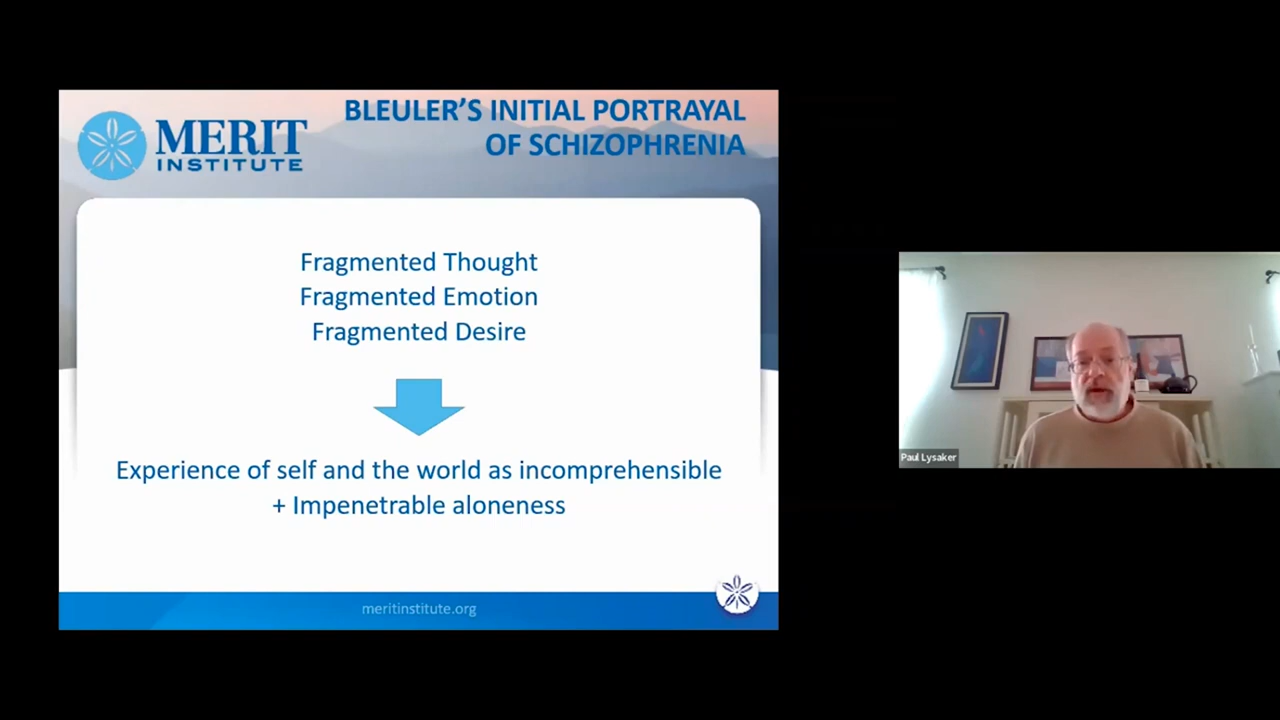 BLEULER'S INITIAL PORTRAYAL
OF SCHIZOPHRENIA
MERIT
INSTITUTE
Fragmented Thought
Fragmented Emotion
Fragmented Desire
Experience of self and the world as incomprehensible
+ Impenetrable aloneness
meritinstitute.org
Paul Lysaker